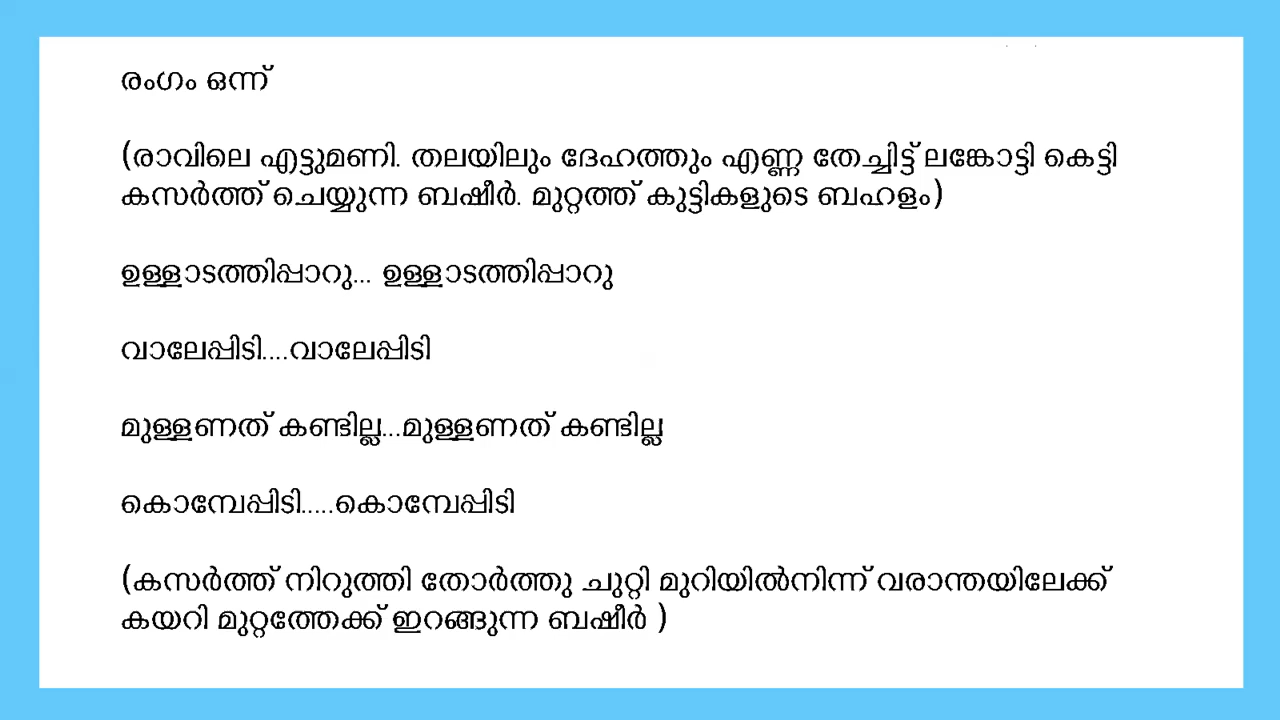 രംഗം ഒന്ന്
(രാവിലെ എട്ടുമണി. തലയിലും ദേഹത്തും എണ്ണ തേച്ചിട്ട് ലങ്കോട്ടി കെട്ടി
കസർത്ത് ചെയ്യുന്ന ബഷീർ. മുറ്റത്ത് കുട്ടികളുടെ ബഹളം)
ഉള്ളാടത്തിപ്പാറു... ഉള്ളാടത്തിപ്പാറു
വാലേപ്പിടി....വാലേപ്പിടി
മുള്ളണത് കണ്ടില്ല...മുള്ളണത് കണ്ടില്ല
കൊമ്പേപ്പിടി.....കൊമ്പേപ്പിടി
(കസർത്ത് നിറുത്തി തോർത്തു ചുറ്റി മുറിയിൽനിന്ന് വരാന്തയിലേക്ക്
കയറി മുറ്റത്തേക്ക് ഇറങ്ങുന്ന ബഷീർ )